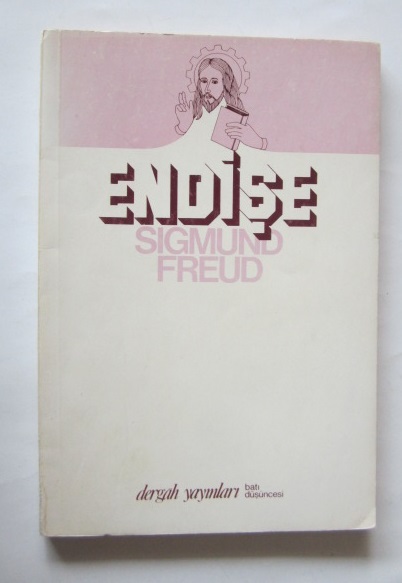 ENDİŞE
SIGMUND
FREUD
dergah yayınları batı
düşüncesi